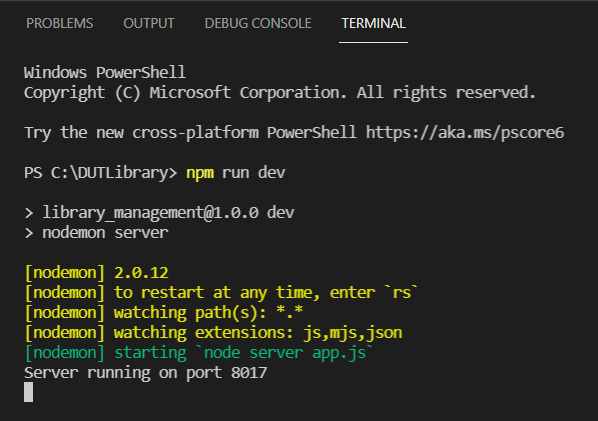 PROBLEMS OUTPUT DEBUG CONSOLE TERMINAL
Windows PowerShell
Copyright (C) Microsoft Corporation. All rights reserved.
Try the new cross-platform PowerShell https://aka.ms/pscore6
PS C:\DUTLibrary> npm run dev
> library_management@1.0.0 dev
> nodemon server
[nodemon] 2.0.12
[nodemon] to restart at any time, enter `rs`
[nodemon] watching path(s): *.*
[nodemon] watching extensions: js,mjs,json
[nodemon] starting `node server app.js`
Server running on port 8017